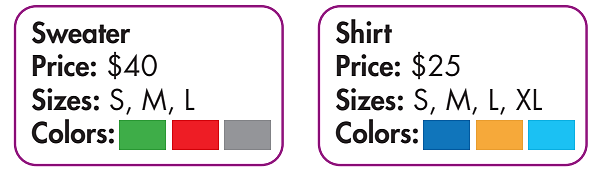 Sweater
Price: $40
Sizes: S, M, L
Colors:
Shirt
Price: $25
Sizes: S, M, L, XL
Colors: